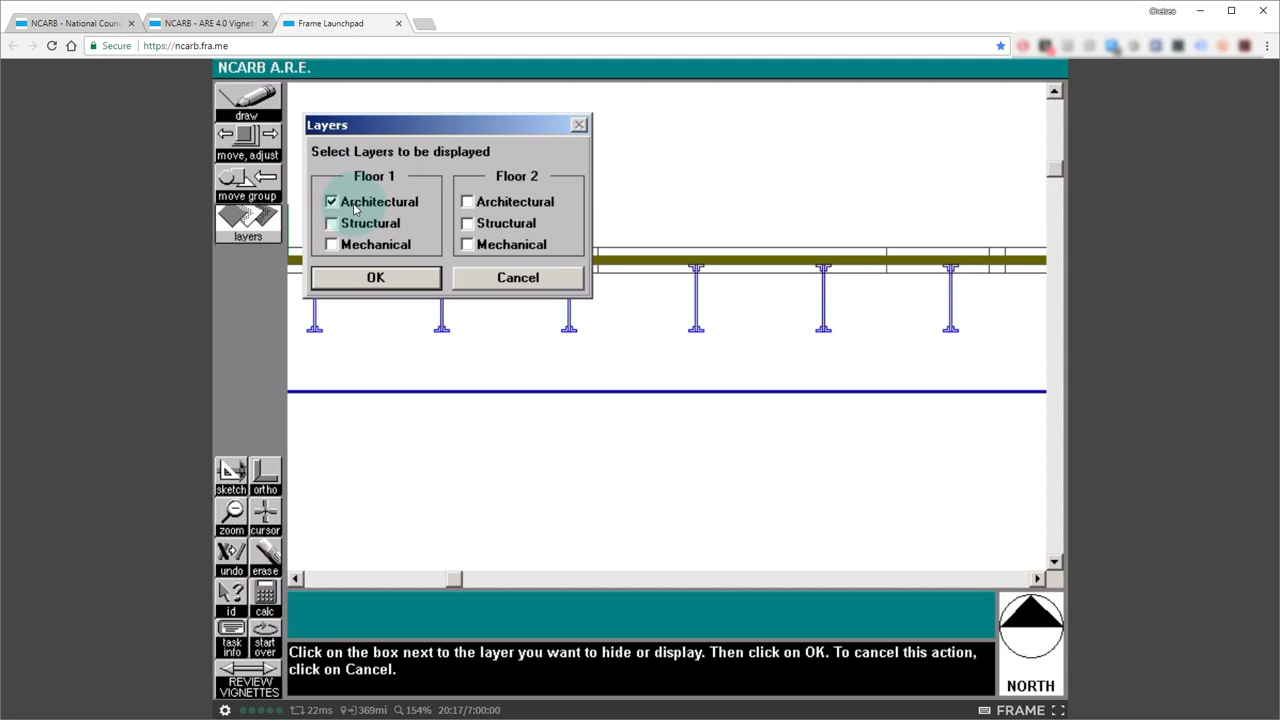 Chelsea
NCARB - National Counc
NCARB - ARE 4.0 Vignett
Frame Launchpad
Secure
https://ncarb.fra.me
NCARB A.R.E.
draw
move, adjust
move group
layers
Layers
Select Layers to be displayed
Floor 1
Architectural
Structural
Mechanical
Floor 2
Architectural
Structural
Mechanical
OK
Cancel
sketch
ortho
zoom
cursor
undo
erase
id
calc
task
info
start
over
REVIEW
VIGNETTES
Click on the box next to the layer you want to hide or display. Then click on OK. To cancel this action,
click on Cancel.
NORTH
22ms
369mi
154%
20:17/7:00:00
FRAME